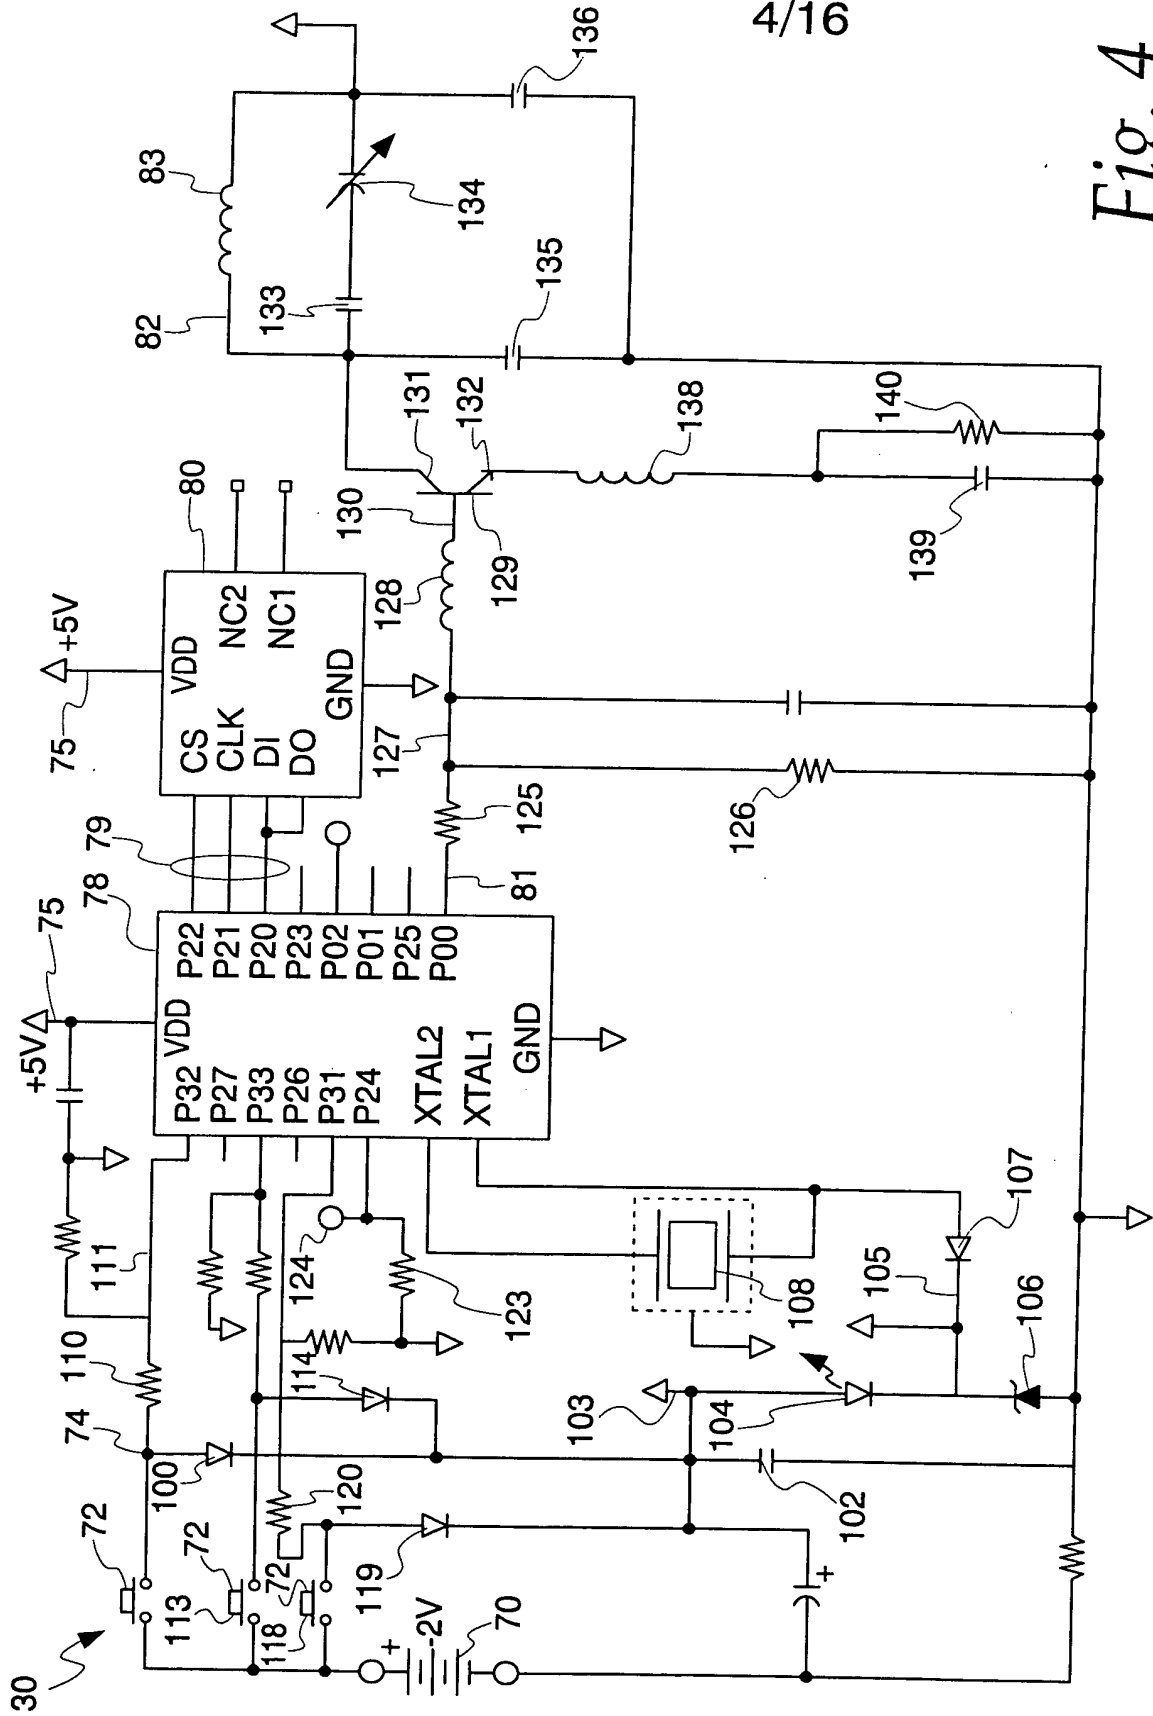 4/16
Fig. 4
30
72
113
72
118
72
+
-2V
70
74
100
110
111
+5V
75
78
79
75
+5V
80
VDD
P32
P27
P33
P26
P31
P24
XTAL2
XTAL1
GND
P22
P21
P20
P23
P02
P01
P25
P00
VDD
CS
CLK
DI
DO
GND
NC2
NC1
81
125
126
127
128
129
130
131
132
133
134
135
136
82
83
138
139
140
114
119
120
123
124
102
+
103
104
105
106
107
108